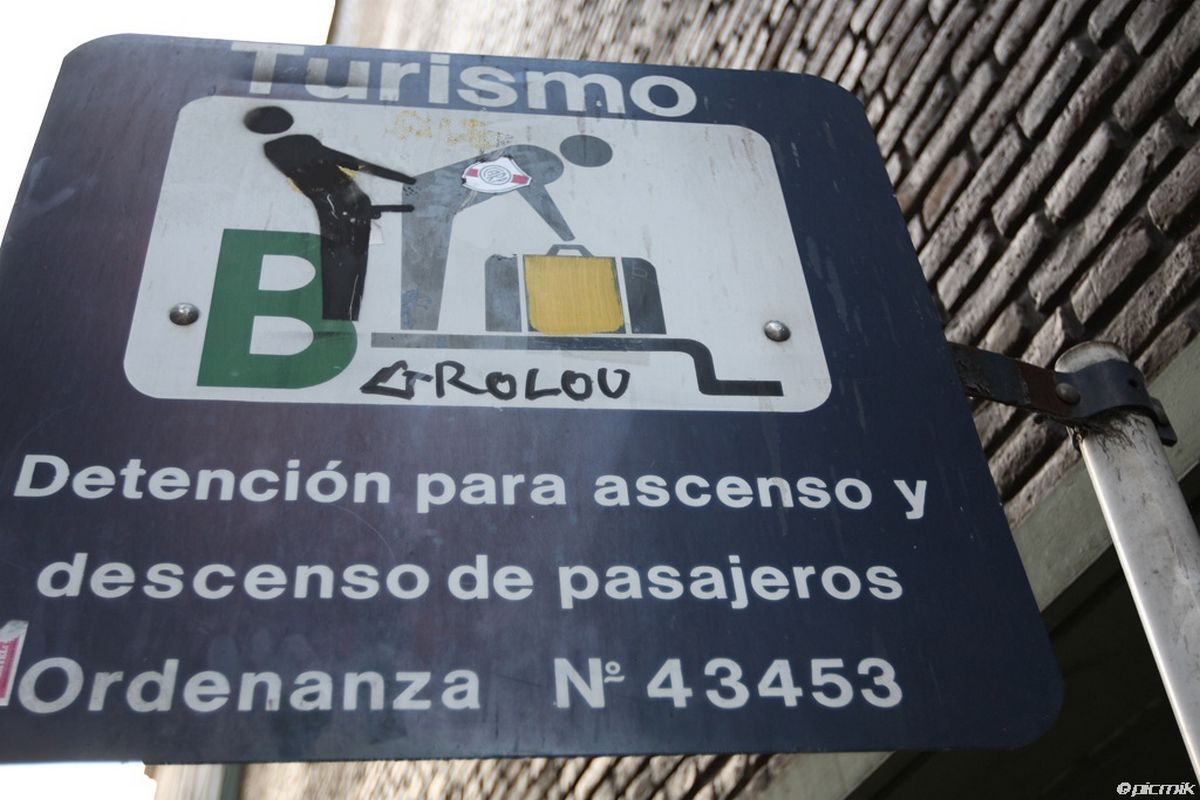 Turismo
B
GROLOU
Detención para ascenso y
descenso de pasajeros
Ordenanza Nº 43453
© picmik